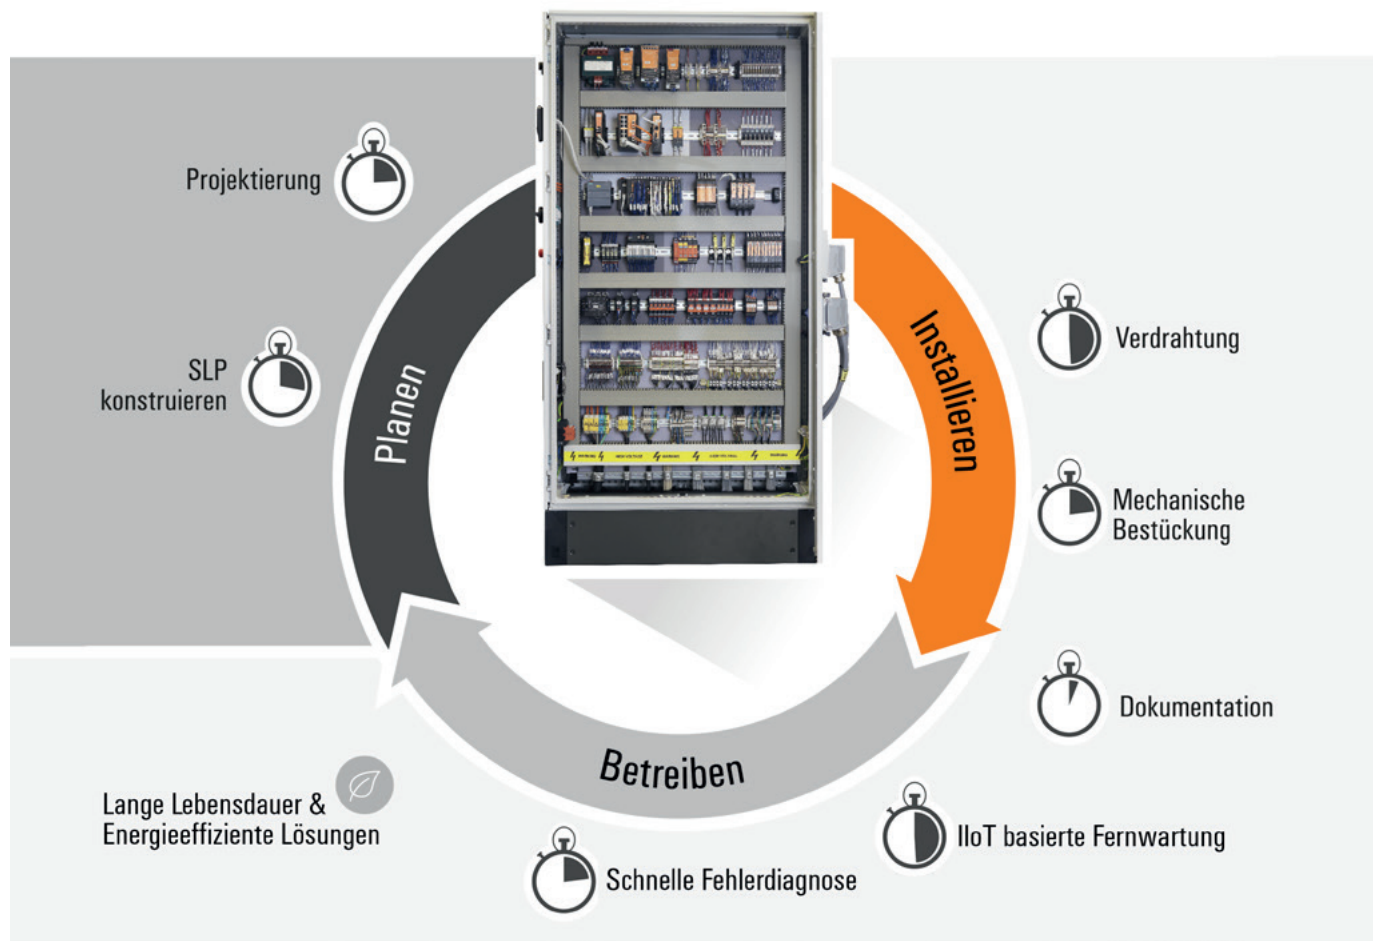 Projektierung
SLP
konstruieren
Planen
Installieren
Verdrahtung
Mechanische
Bestückung
Dokumentation
Betreiben
IIoT basierte Fernwartung
Schnelle Fehlerdiagnose
Lange Lebensdauer &
Energieeffiziente Lösungen